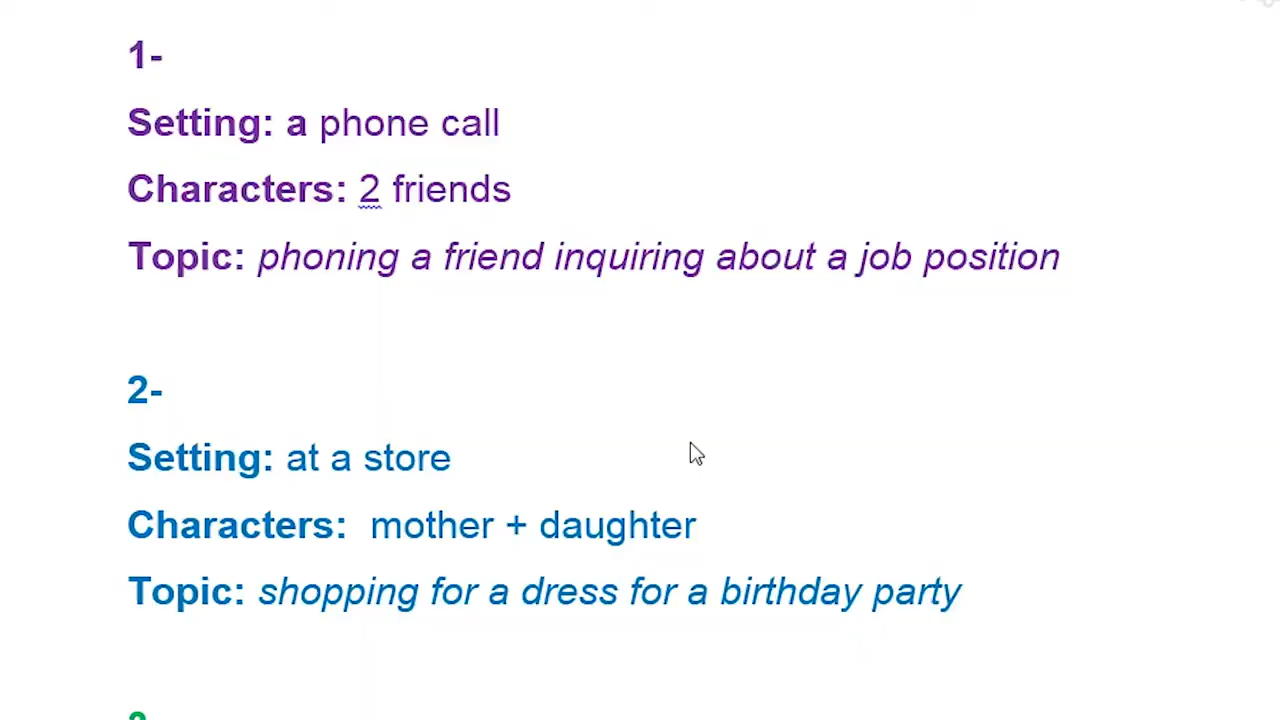 1-
Setting: a phone call
Characters: 2 friends
Topic: phoning a friend inquiring about a job position
2-
Setting: at a store
Characters: mother + daughter
Topic: shopping for a dress for a birthday party